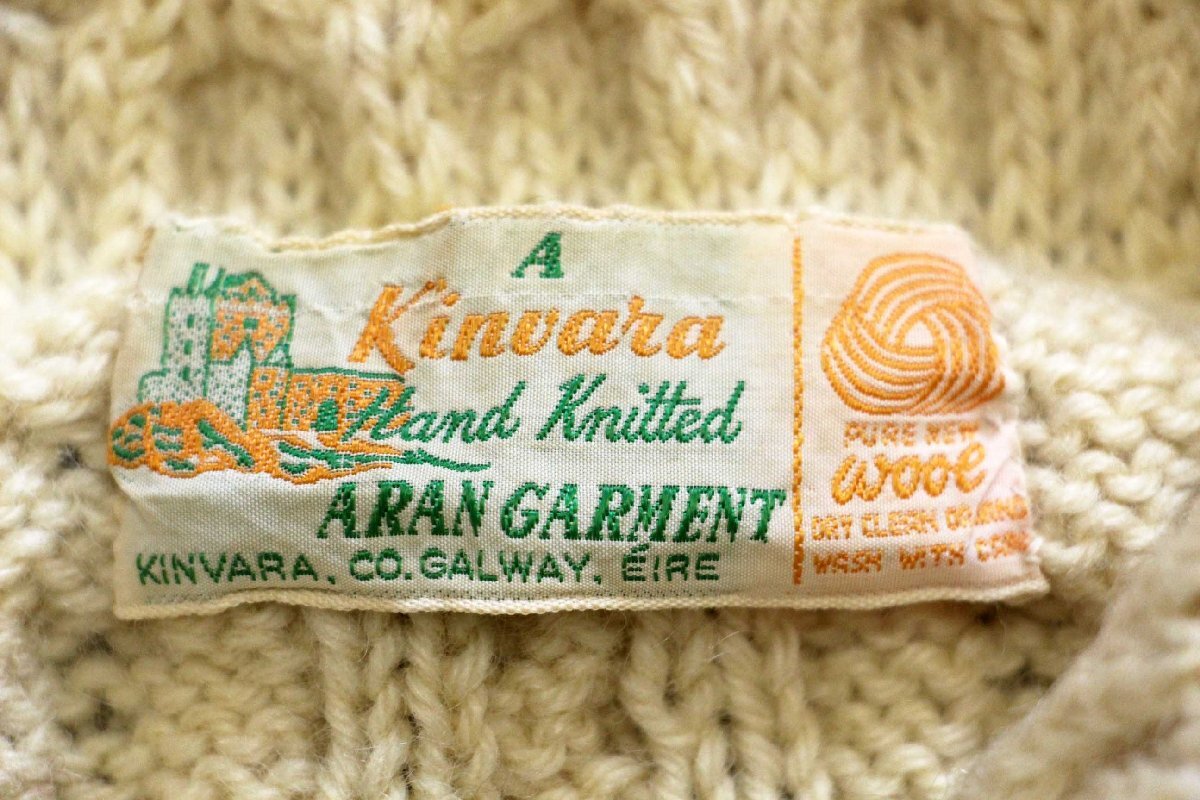 A
Kinvara
Hand Knitted
ARAN GARMENT
KINVARA, CO. GALWAY, ÉIRE
PURE NEW
wool
DRY CLEAN OR HAND
WASH WITH CARE